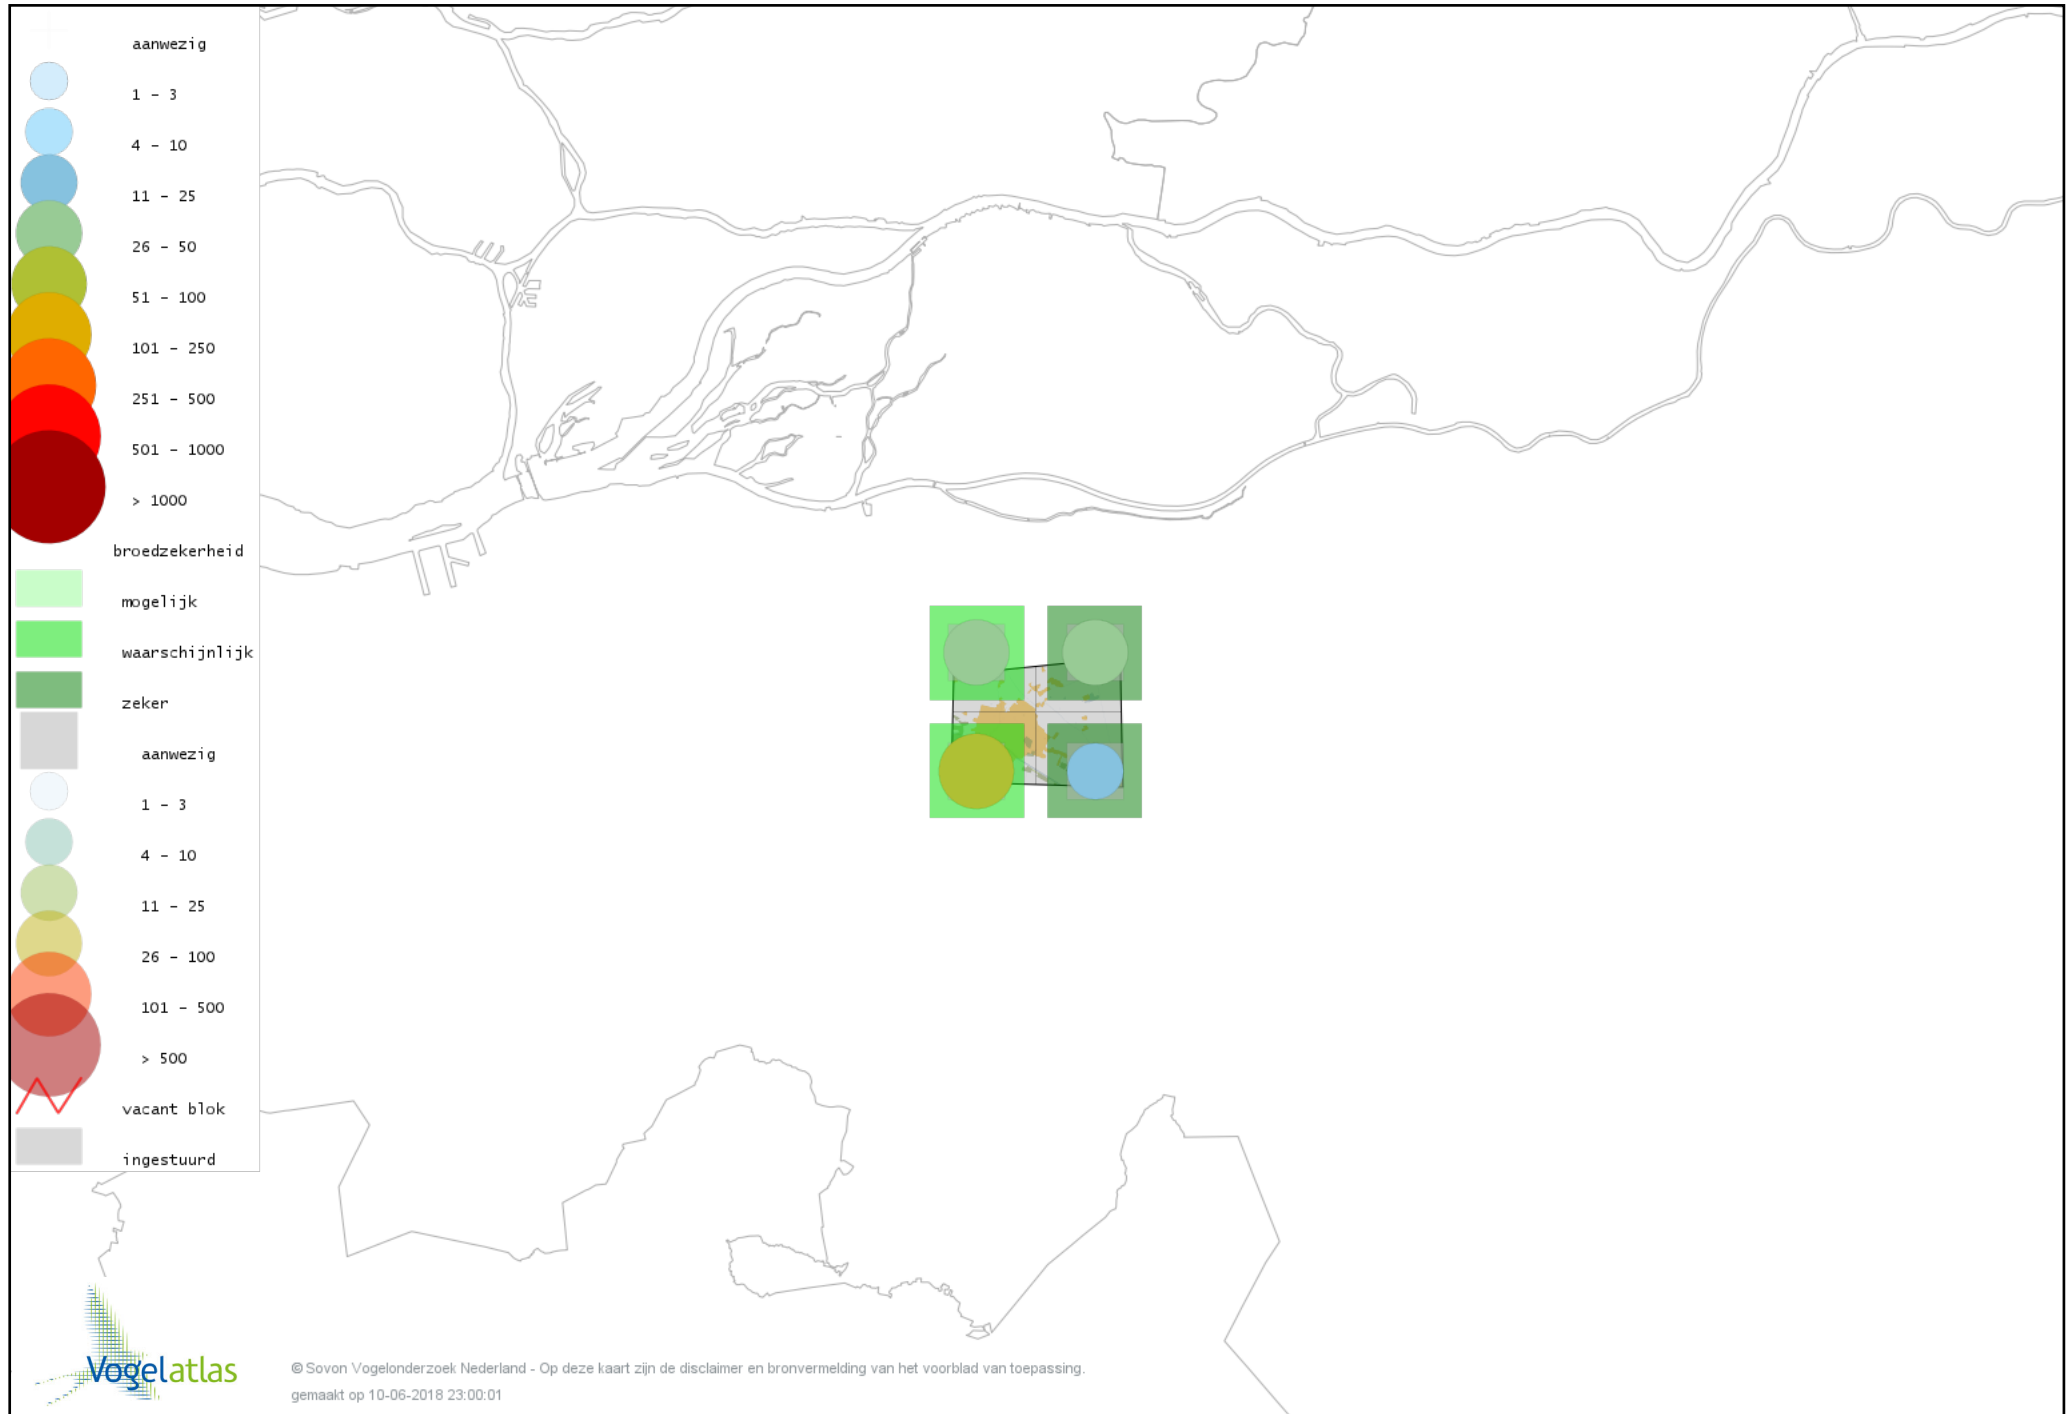 aanwezig
1 - 3
4 - 10
11 - 25
26 - 50
51 - 100
101 - 250
251 - 500
501 - 1000
> 1000
broedzekerheid
mogelijk
waarschijnlijk
zeker
aanwezig
1 - 3
4 - 10
11 - 25
26 - 100
101 - 500
> 500
vacant blok
ingestuurd
Vogelatlas
© Sovon Vogelonderzoek Nederland - Op deze kaart zijn de disclaimer en bronvermelding van het voorblad van toepassing.
gemaakt op 10-06-2018 23:00:01